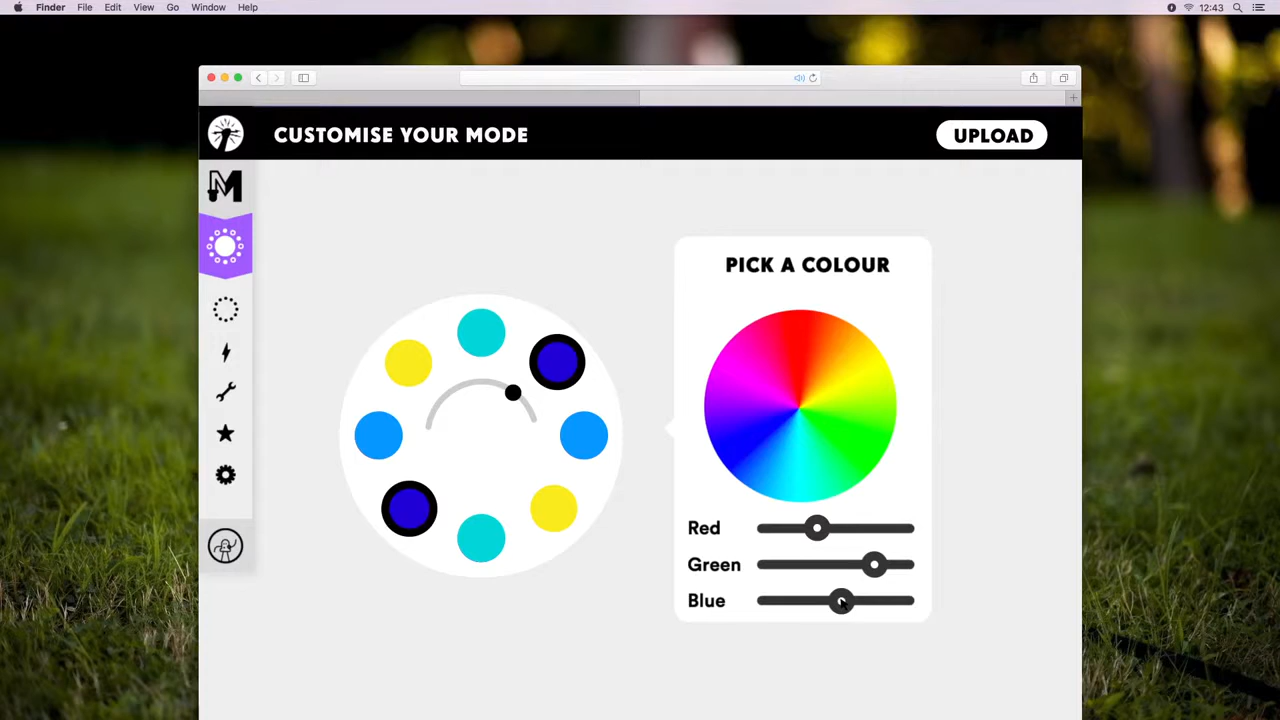 Finder File Edit View Go Window Help 12:43
CUSTOMISE YOUR MODE UPLOAD
M
PICK A COLOUR
Red
Green
Blue